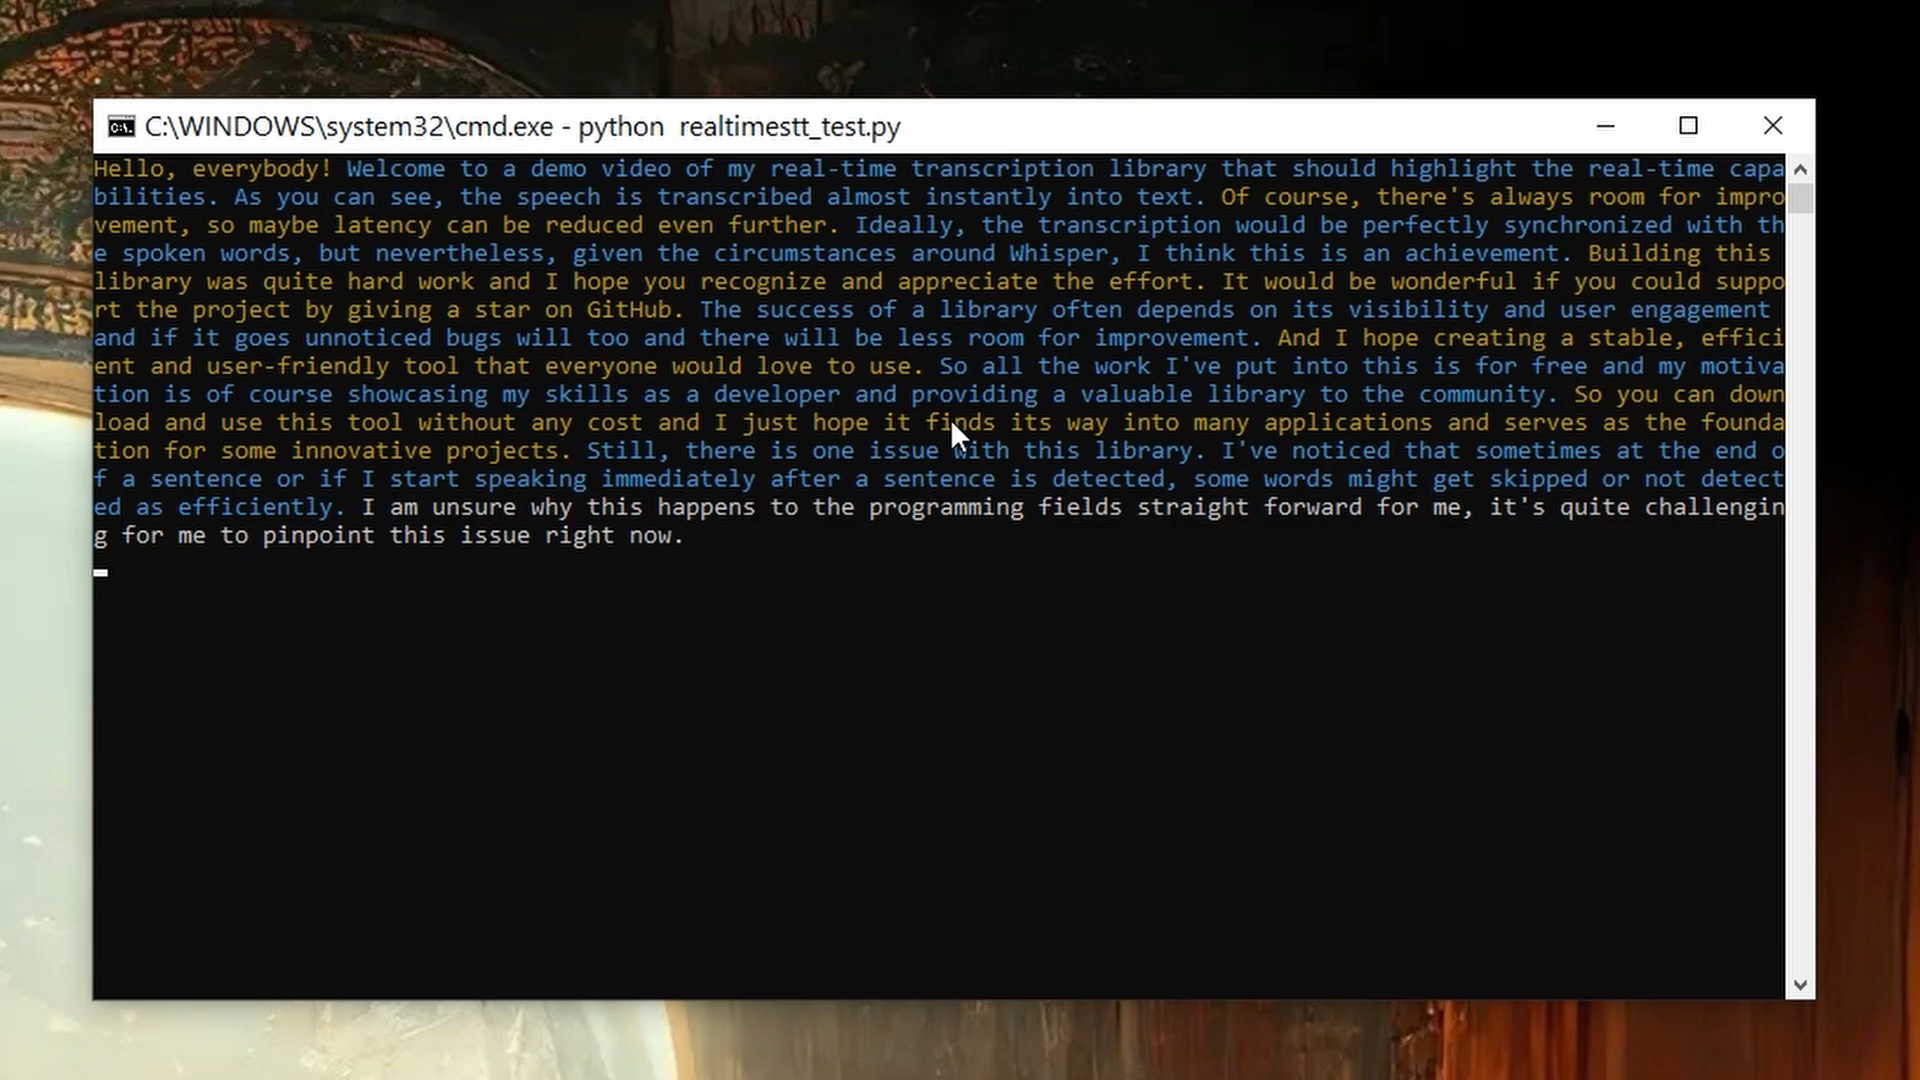 C:\WINDOWS\system32\cmd.exe - python  realtimestt_test.py
Hello, everybody! Welcome to a demo video of my real-time transcription library that should highlight the real-time capa
bilities. As you can see, the speech is transcribed almost instantly into text. Of course, there's always room for impro
vement, so maybe latency can be reduced even further. Ideally, the transcription would be perfectly synchronized with th
e spoken words, but nevertheless, given the circumstances around Whisper, I think this is an achievement. Building this
library was quite hard work and I hope you recognize and appreciate the effort. It would be wonderful if you could suppo
rt the project by giving a star on GitHub. The success of a library often depends on its visibility and user engagement
and if it goes unnoticed bugs will too and there will be less room for improvement. And I hope creating a stable, effici
ent and user-friendly tool that everyone would love to use. So all the work I've put into this is for free and my motiva
tion is of course showcasing my skills as a developer and providing a valuable library to the community. So you can down
load and use this tool without any cost and I just hope it finds its way into many applications and serves as the founda
tion for some innovative projects. Still, there is one issue with this library. I've noticed that sometimes at the end o
f a sentence or if I start speaking immediately after a sentence is detected, some words might get skipped or not detect
ed as efficiently. I am unsure why this happens to the programming fields straight forward for me, it's quite challengin
g for me to pinpoint this issue right now.